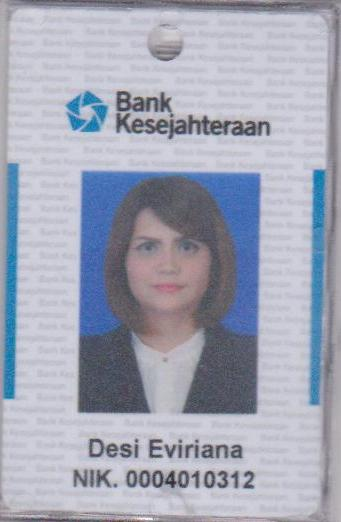 Bank
Kesejahteraan
Desi Eviriana
NIK. 0004010312